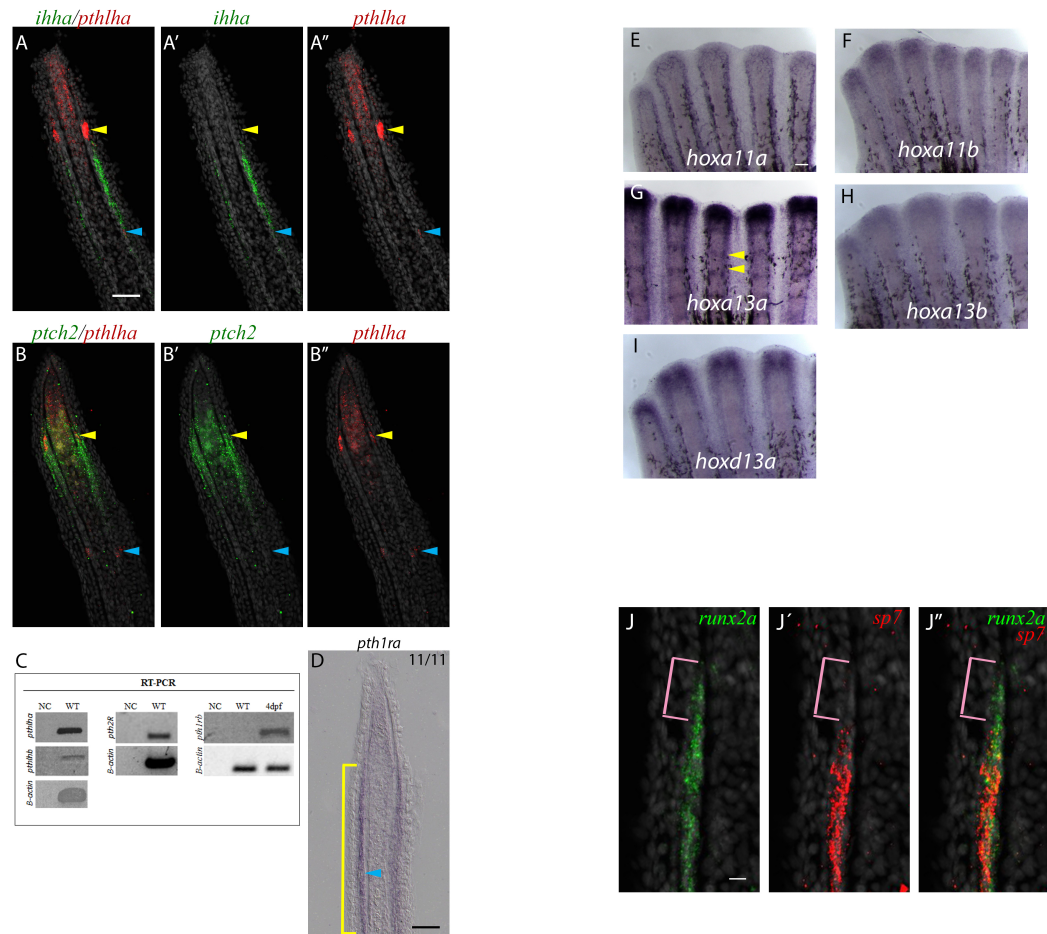 ihha/pthlha
ihha
pthlha
A
A'
A"
ptch2/pthlha
ptch2
pthlha
B
B'
B"
C
RT-PCR
NC WT
NC WT
NC WT 4dpf
pthlha
pth2R
pth1rb
pthlhb
B-actin
B-actin
B-actin
pth1ra
D
11/11
E
hoxa11a
F
hoxa11b
G
hoxa13a
H
hoxa13b
I
hoxd13a
J
runx2a
J´
sp7
J"
runx2a
sp7